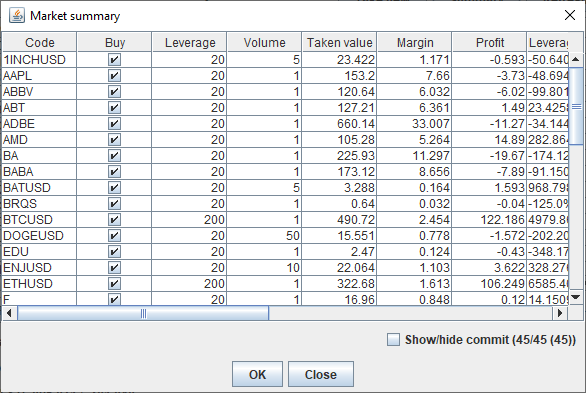 Market summary
Code Buy Leverage Volume Taken value Margin Profit Leverag
1INCHUSD 20 5 23.422 1.171 -0.593 -50.640
AAPL 20 1 153.2 7.66 -3.73 -48.694
ABBV 20 1 120.64 6.032 -6.02 -99.801
ABT 20 1 127.21 6.361 1.49 23.4258
ADBE 20 1 660.14 33.007 -11.27 -34.144
AMD 20 1 105.28 5.264 14.89 282.864
BA 20 1 225.93 11.297 -19.67 -174.12
BABA 20 1 173.12 8.656 -7.89 -91.150
BATUSD 20 5 3.288 0.164 1.593 968.798
BRQS 20 1 0.64 0.032 -0.04 -125.0%
BTCUSD 200 1 490.72 2.454 122.186 4979.86
DOGEUSD 20 50 15.551 0.778 -1.572 -202.20
EDU 20 1 2.47 0.124 -0.43 -348.17
ENJUSD 20 10 22.064 1.103 3.622 328.276
ETHUSD 200 1 322.68 1.613 106.249 6585.46
F 20 1 16.96 0.848 0.12 14.1509
Show/hide commit (45/45 (45))
OK Close